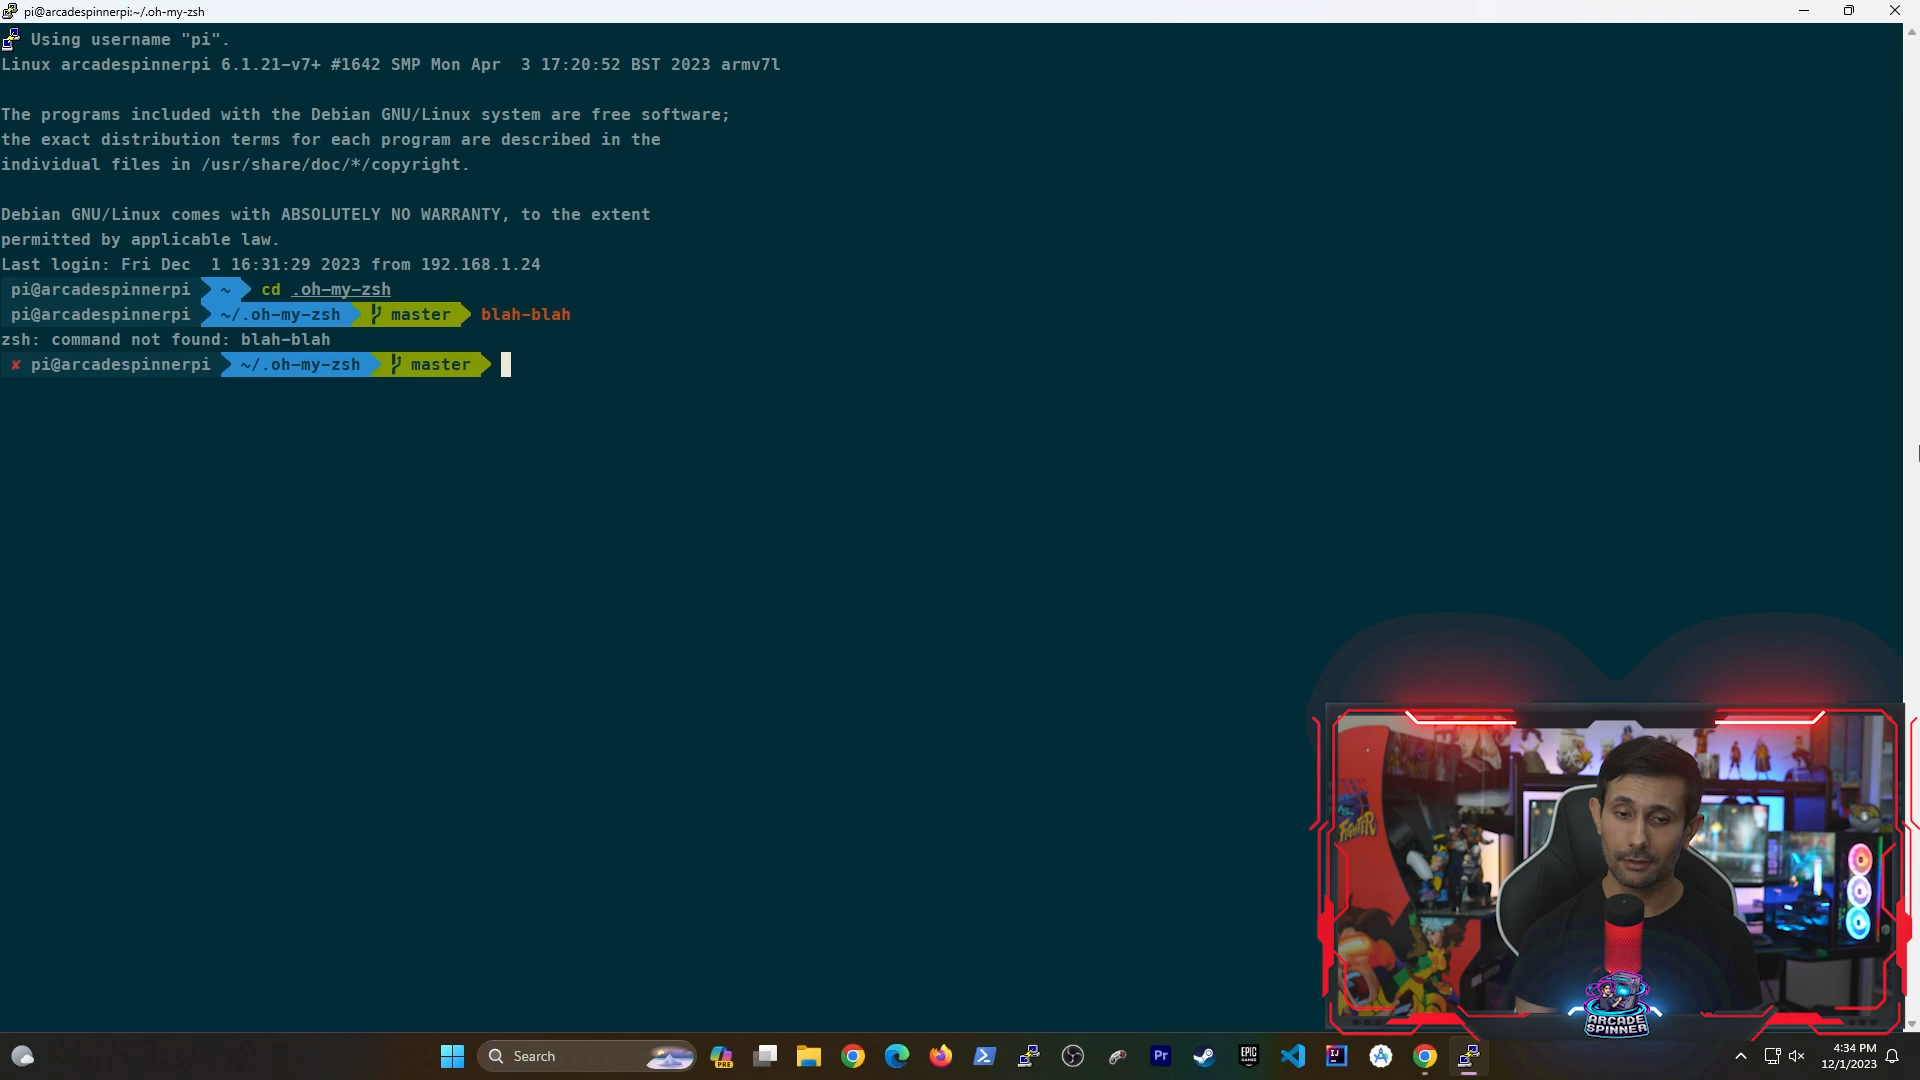 pi@arcadespinnerpi:~/.oh-my-zsh
Using username "pi".
Linux arcadespinnerpi 6.1.21-v7+ #1642 SMP Mon Apr  3 17:20:52 BST 2023 armv7l
The programs included with the Debian GNU/Linux system are free software;
the exact distribution terms for each program are described in the
individual files in /usr/share/doc/*/copyright.
Debian GNU/Linux comes with ABSOLUTELY NO WARRANTY, to the extent
permitted by applicable law.
Last login: Fri Dec  1 16:31:29 2023 from 192.168.1.24
pi@arcadespinnerpi ~ cd .oh-my-zsh
pi@arcadespinnerpi ~/.oh-my-zsh master blah-blah
zsh: command not found: blah-blah
✘ pi@arcadespinnerpi ~/.oh-my-zsh master
FIGHTER
ARCADE
SPINNER
Search
PRE
Pr
EPIC
GAMES
IJ
4:34 PM
12/1/2023